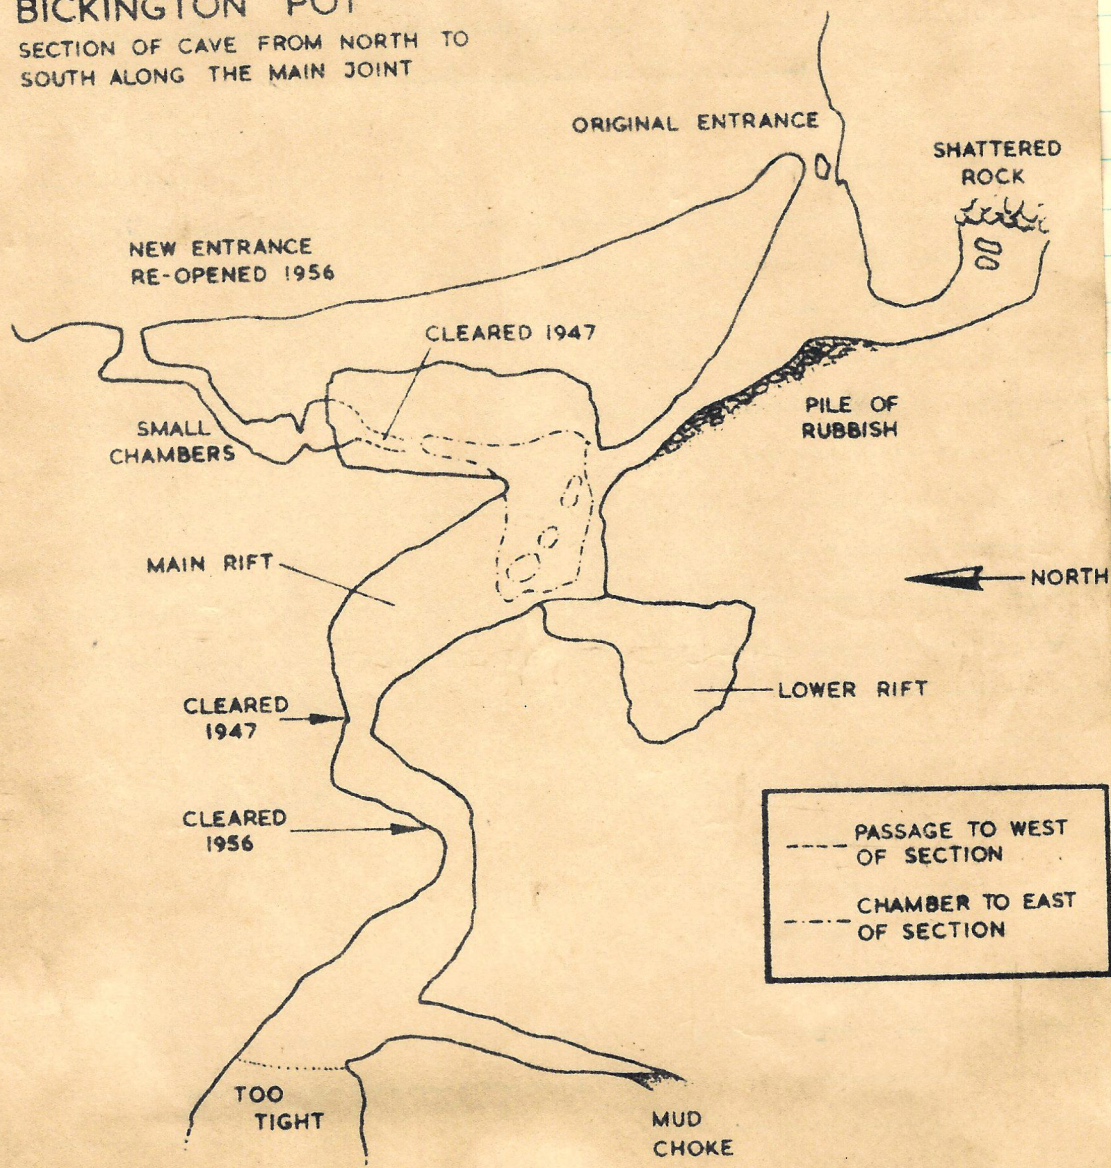 BICKINGTON POT
SECTION OF CAVE FROM NORTH TO
SOUTH ALONG THE MAIN JOINT
ORIGINAL ENTRANCE
SHATTERED
ROCK
NEW ENTRANCE
RE-OPENED 1956
CLEARED 1947
SMALL
CHAMBERS
PILE OF
RUBBISH
MAIN RIFT
NORTH
LOWER RIFT
CLEARED
1947
CLEARED
1956
PASSAGE TO WEST
OF SECTION
CHAMBER TO EAST
OF SECTION
TOO
TIGHT
MUD
CHOKE